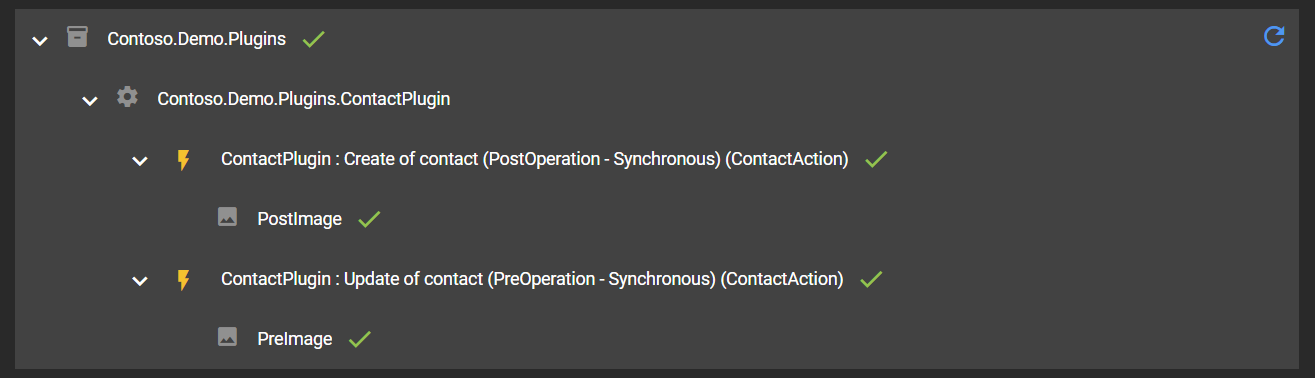 Contoso.Demo.Plugins
Contoso.Demo.Plugins.ContactPlugin
ContactPlugin : Create of contact (PostOperation - Synchronous) (ContactAction)
PostImage
ContactPlugin : Update of contact (PreOperation - Synchronous) (ContactAction)
PreImage